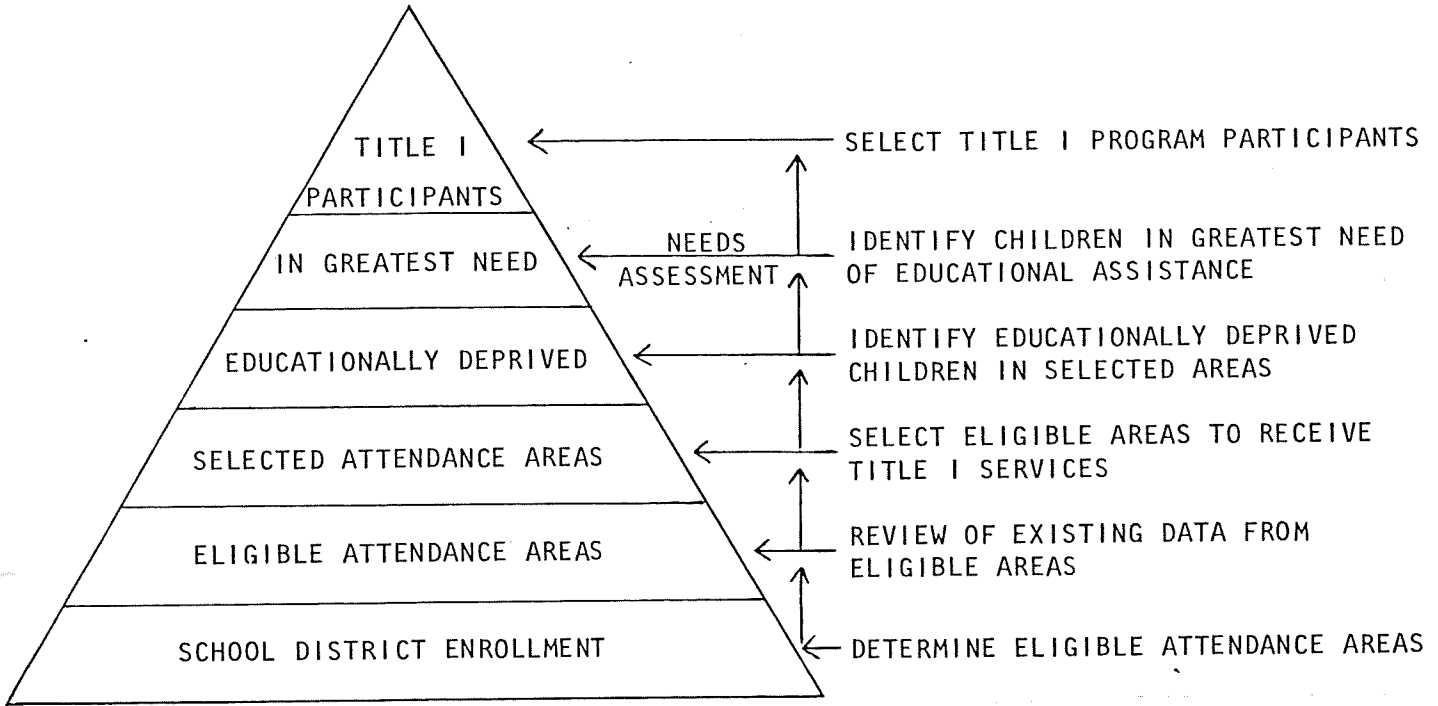 TITLE I
PARTICIPANTS
SELECT TITLE I PROGRAM PARTICIPANTS
IN GREATEST NEED
NEEDS
ASSESSMENT
IDENTIFY CHILDREN IN GREATEST NEED
OF EDUCATIONAL ASSISTANCE
EDUCATIONALLY DEPRIVED
IDENTIFY EDUCATIONALLY DEPRIVED
CHILDREN IN SELECTED AREAS
SELECTED ATTENDANCE AREAS
SELECT ELIGIBLE AREAS TO RECEIVE
TITLE I SERVICES
ELIGIBLE ATTENDANCE AREAS
REVIEW OF EXISTING DATA FROM
ELIGIBLE AREAS
SCHOOL DISTRICT ENROLLMENT
DETERMINE ELIGIBLE ATTENDANCE AREAS